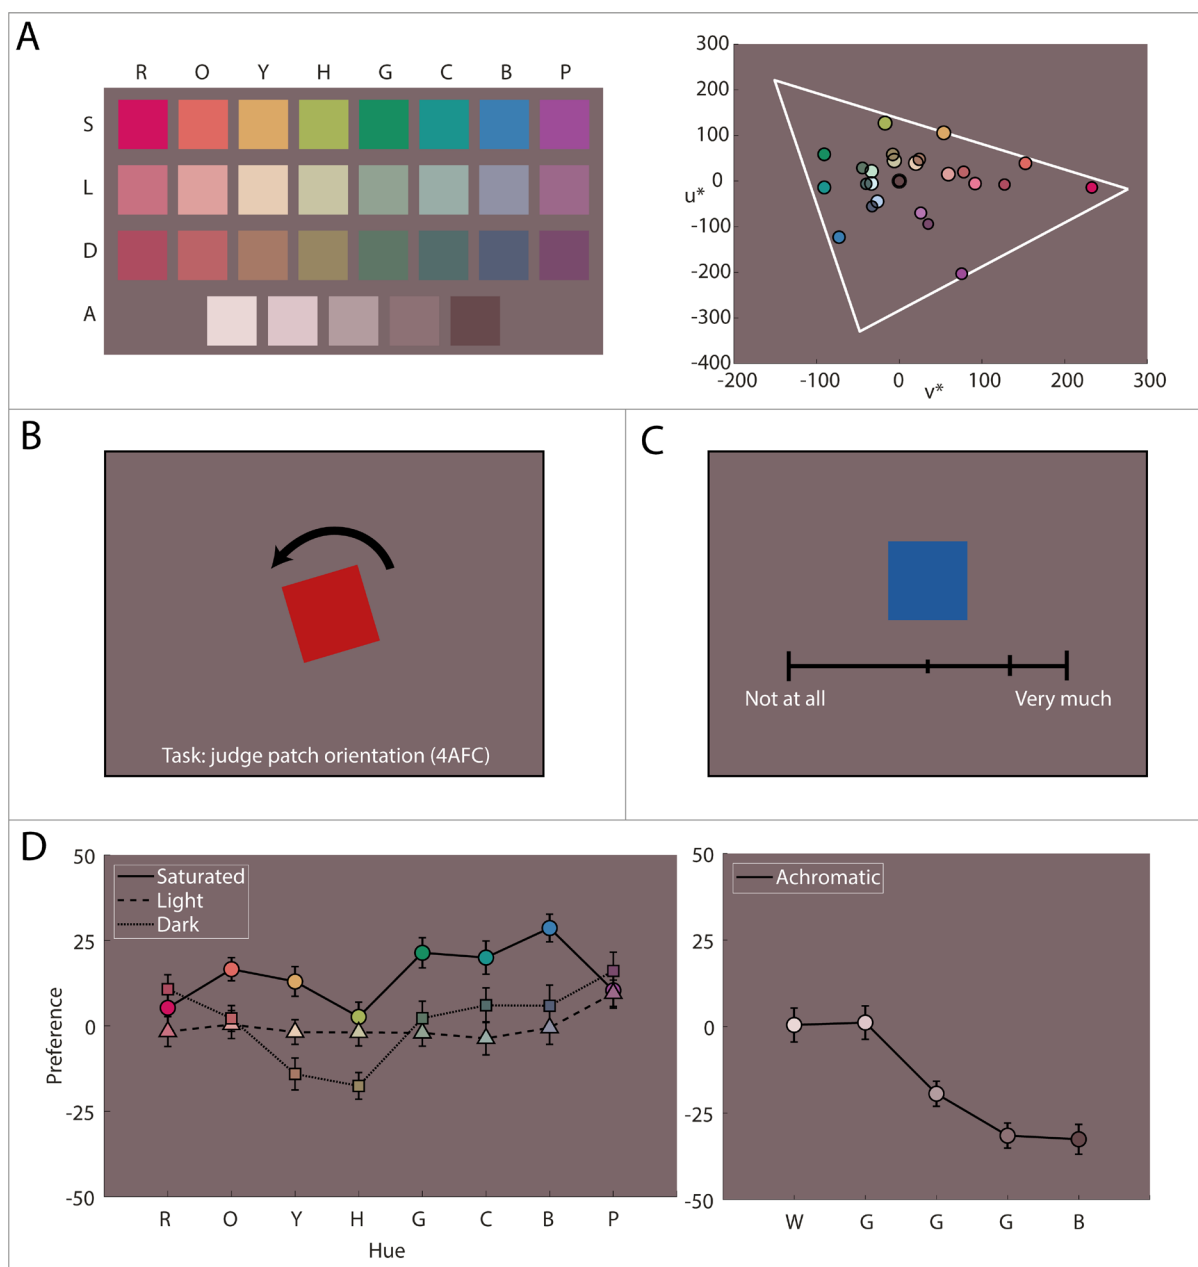 A
R O Y H G C B P
S
L
D
A
300
200
100
0
-100
-200
-300
-400
u*
-200 -100 0 100 200 300
v*
B
Task: judge patch orientation (4AFC)
C
Not at all Very much
D
50
25
0
-25
-50
Preference
Saturated
Light
Dark
R O Y H G C B P
Hue
50
25
0
-25
-50
Achromatic
W G G G B